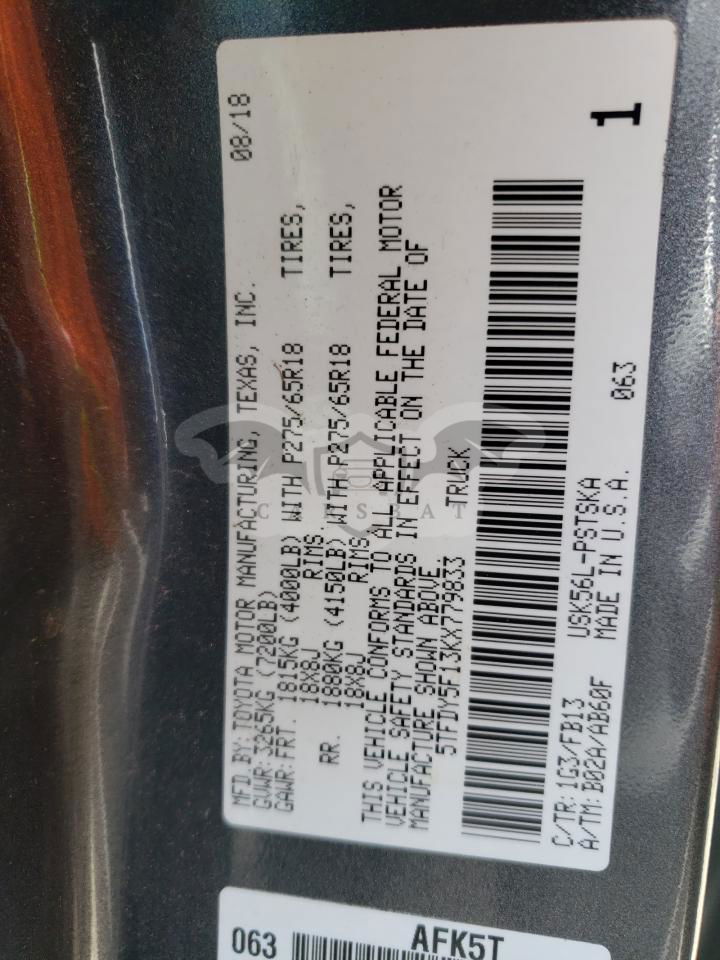 MFD BY: TOYOTA MOTOR MANUFACTURING, TEXAS, INC. 08/18
GVWR: 3265KG (7200LB)
GAWR: FRT. 1815KG (4000LB) WITH P275/65R18 TIRES,
18X8J RIMS,
RR. 1880KG (4150LB) WITH P275/65R18 TIRES,
18X8J RIMS,
THIS VEHICLE CONFORMS TO ALL APPLICABLE FEDERAL MOTOR
VEHICLE SAFETY STANDARDS IN EFFECT ON THE DATE OF
MANUFACTURE SHOWN ABOVE.
5TFDY5F13KX779833 TRUCK
C/TR: 1G3/FB13 USK56L-PSTSKA 063
A/TM: B02A/AB60F MADE IN U.S.A.
1
CARSBAT
063 AFK5T